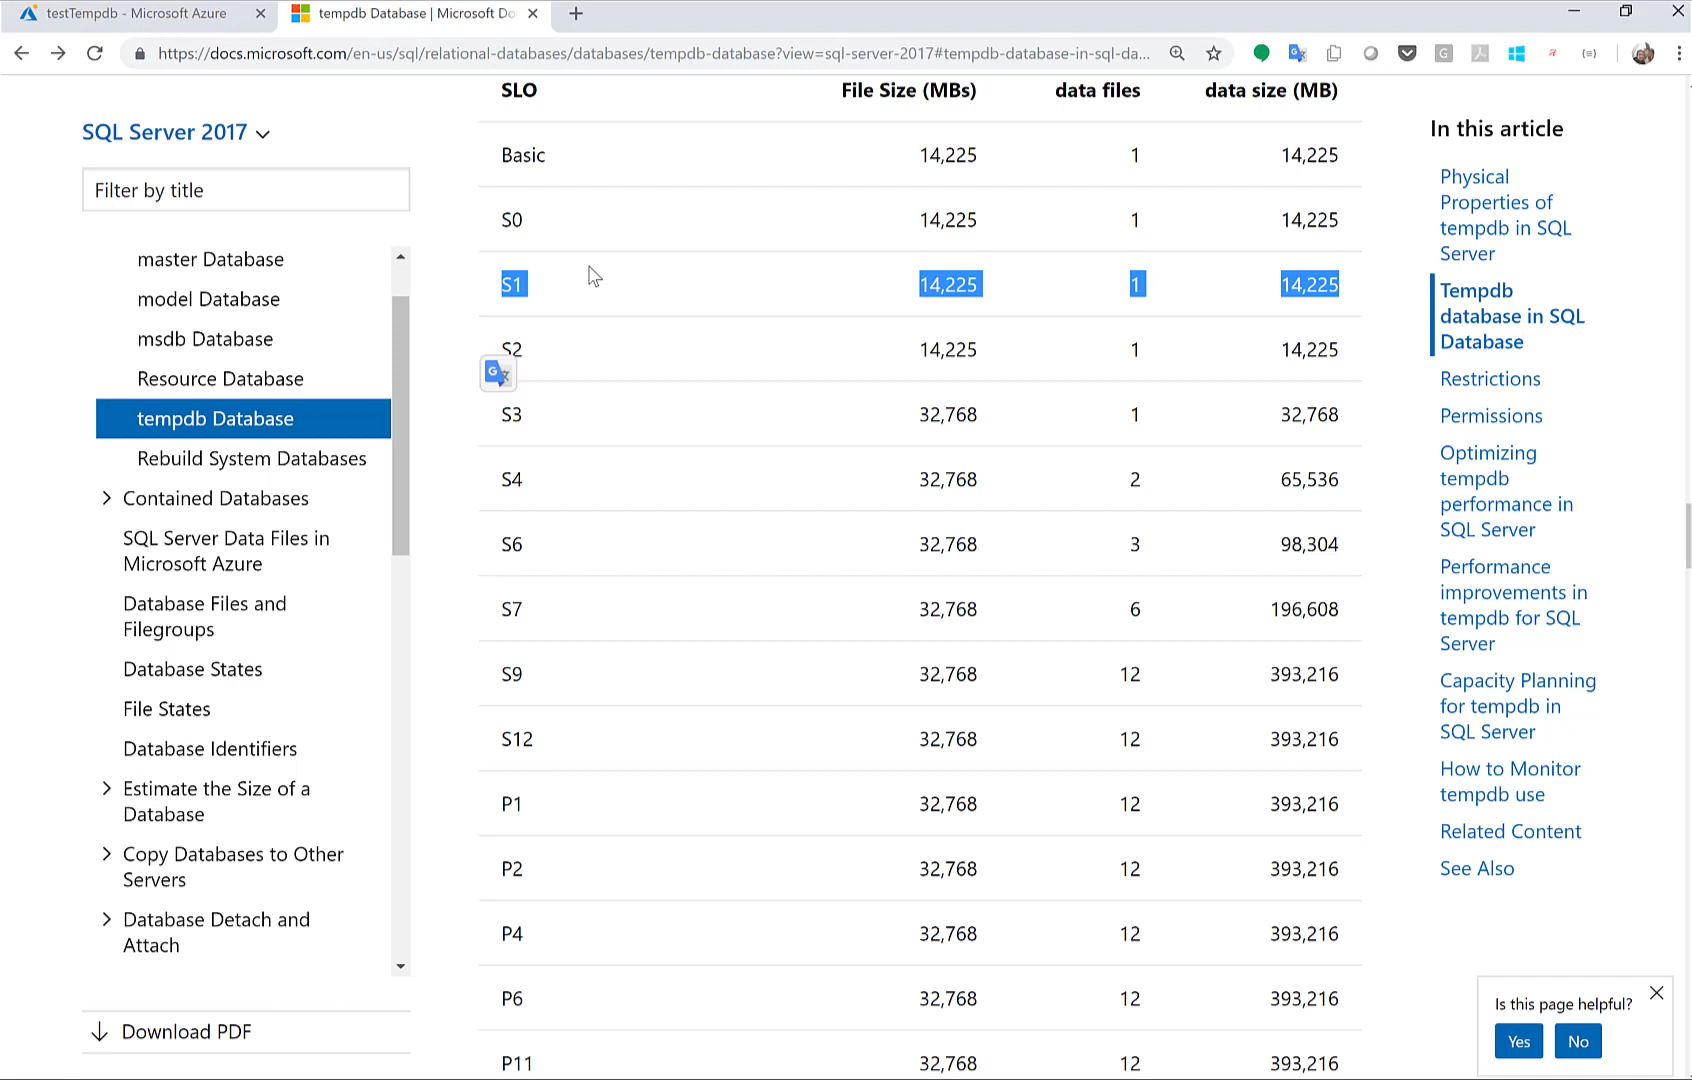 testTempdb - Microsoft Azure
tempdb Database | Microsoft Do
https://docs.microsoft.com/en-us/sql/relational-databases/databases/tempdb-database?view=sql-server-2017#tempdb-database-in-sql-da...
SQL Server 2017
Filter by title
master Database
model Database
msdb Database
Resource Database
tempdb Database
Rebuild System Databases
Contained Databases
SQL Server Data Files in
Microsoft Azure
Database Files and
Filegroups
Database States
File States
Database Identifiers
Estimate the Size of a
Database
Copy Databases to Other
Servers
Database Detach and
Attach
Download PDF
SLO File Size (MBs) data files data size (MB)
Basic 14,225 1 14,225
S0 14,225 1 14,225
S1 14,225 1 14,225
S2 14,225 1 14,225
S3 32,768 1 32,768
S4 32,768 2 65,536
S6 32,768 3 98,304
S7 32,768 6 196,608
S9 32,768 12 393,216
S12 32,768 12 393,216
P1 32,768 12 393,216
P2 32,768 12 393,216
P4 32,768 12 393,216
P6 32,768 12 393,216
P11 32,768 12 393,216
In this article
Physical
Properties of
tempdb in SQL
Server
Tempdb
database in SQL
Database
Restrictions
Permissions
Optimizing
tempdb
performance in
SQL Server
Performance
improvements in
tempdb for SQL
Server
Capacity Planning
for tempdb in
SQL Server
How to Monitor
tempdb use
Related Content
See Also
Is this page helpful?
Yes
No